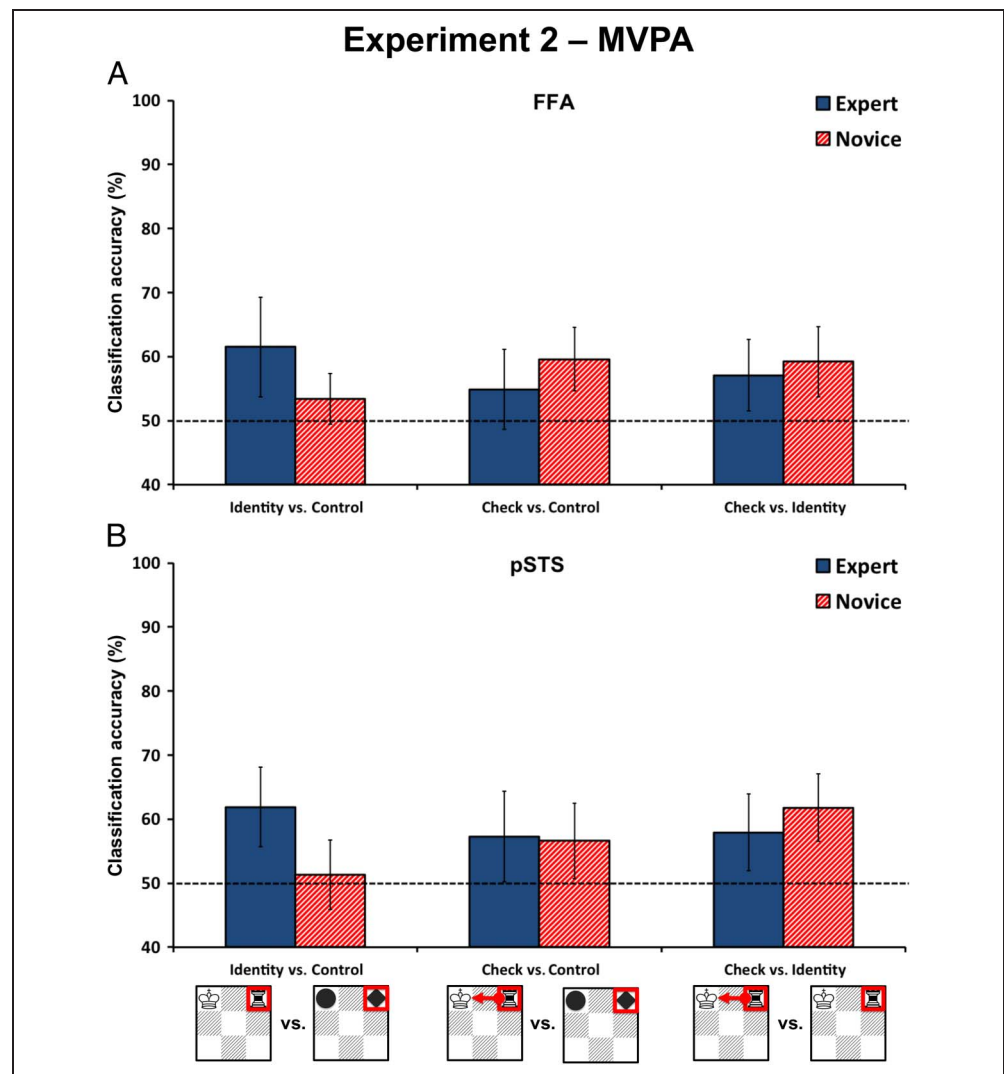 Experiment 2 – MVPA
A
FFA
Expert
Novice
Classification accuracy (%)
100
90
80
70
60
50
40
Identity vs. Control
Check vs. Control
Check vs. Identity
B
pSTS
Expert
Novice
Classification accuracy (%)
100
90
80
70
60
50
40
Identity vs. Control
Check vs. Control
Check vs. Identity
vs.
vs.
vs.